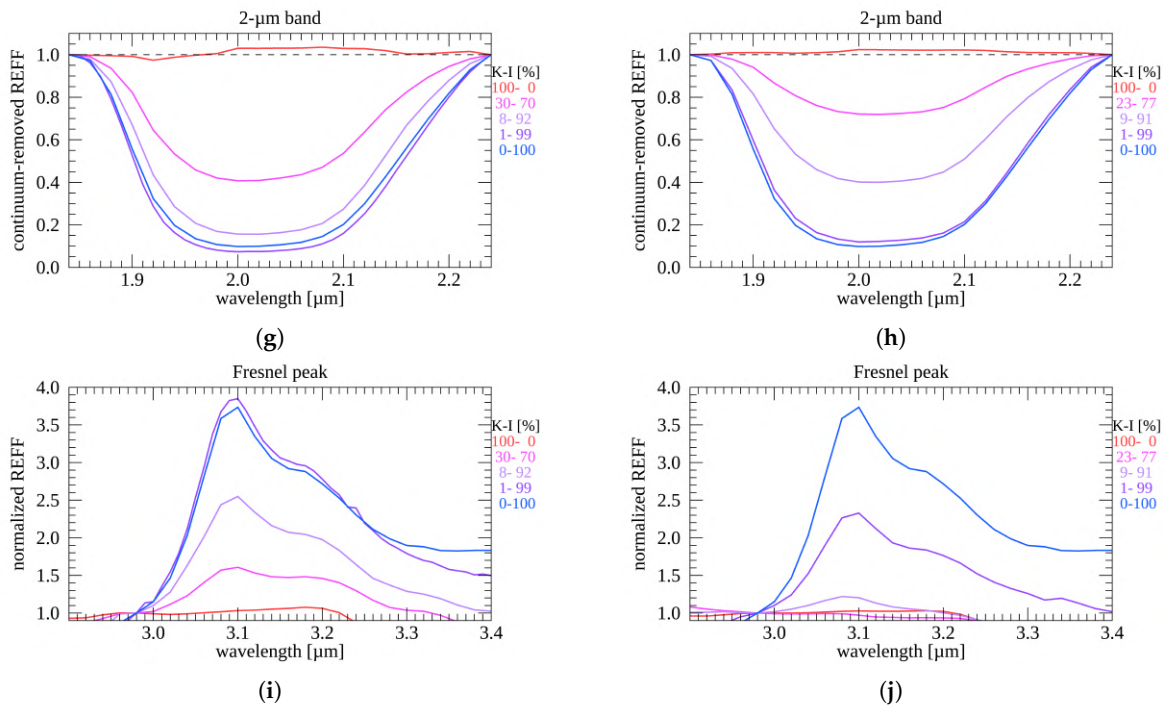 2-µm band
continuum-removed REFF
1.0
0.8
0.6
0.4
0.2
0.0
K-I [%]
100- 0
30- 70
8- 92
1- 99
0-100
1.9 2.0 2.1 2.2
wavelength [µm]
(g)
2-µm band
continuum-removed REFF
1.0
0.8
0.6
0.4
0.2
0.0
K-I [%]
100- 0
23- 77
9- 91
1- 99
0-100
1.9 2.0 2.1 2.2
wavelength [µm]
(h)
Fresnel peak
normalized REFF
4.0
3.5
3.0
2.5
2.0
1.5
1.0
K-I [%]
100- 0
30- 70
8- 92
1- 99
0-100
3.0 3.1 3.2 3.3 3.4
wavelength [µm]
(i)
Fresnel peak
normalized REFF
4.0
3.5
3.0
2.5
2.0
1.5
1.0
K-I [%]
100- 0
23- 77
9- 91
1- 99
0-100
3.0 3.1 3.2 3.3 3.4
wavelength [µm]
(j)